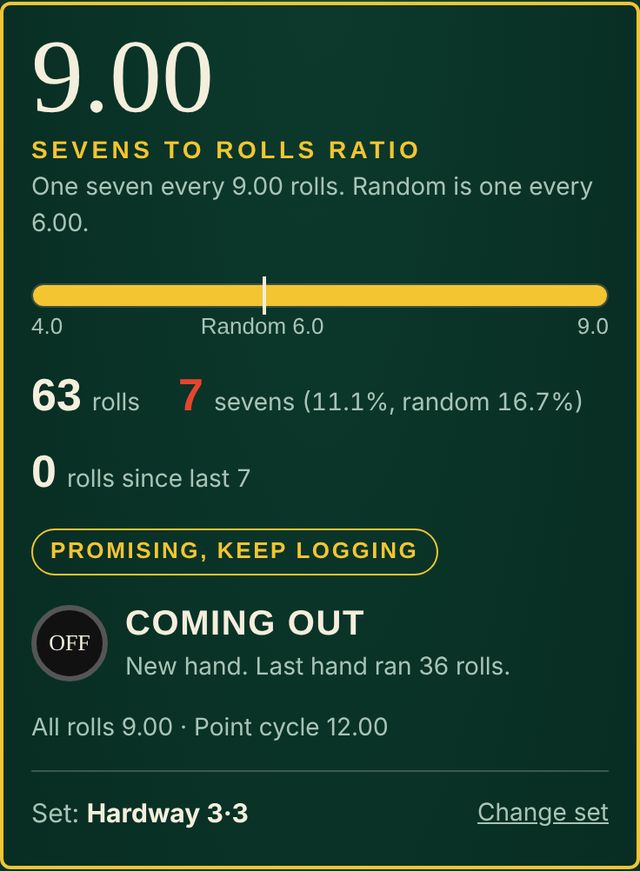 9.00
SEVENS TO ROLLS RATIO
One seven every 9.00 rolls. Random is one every
6.00.
4.0 Random 6.0 9.0
63 rolls 7 sevens (11.1%, random 16.7%)
0 rolls since last 7
PROMISING, KEEP LOGGING
OFF COMING OUT
New hand. Last hand ran 36 rolls.
All rolls 9.00 · Point cycle 12.00
Set: Hardway 3·3 Change set